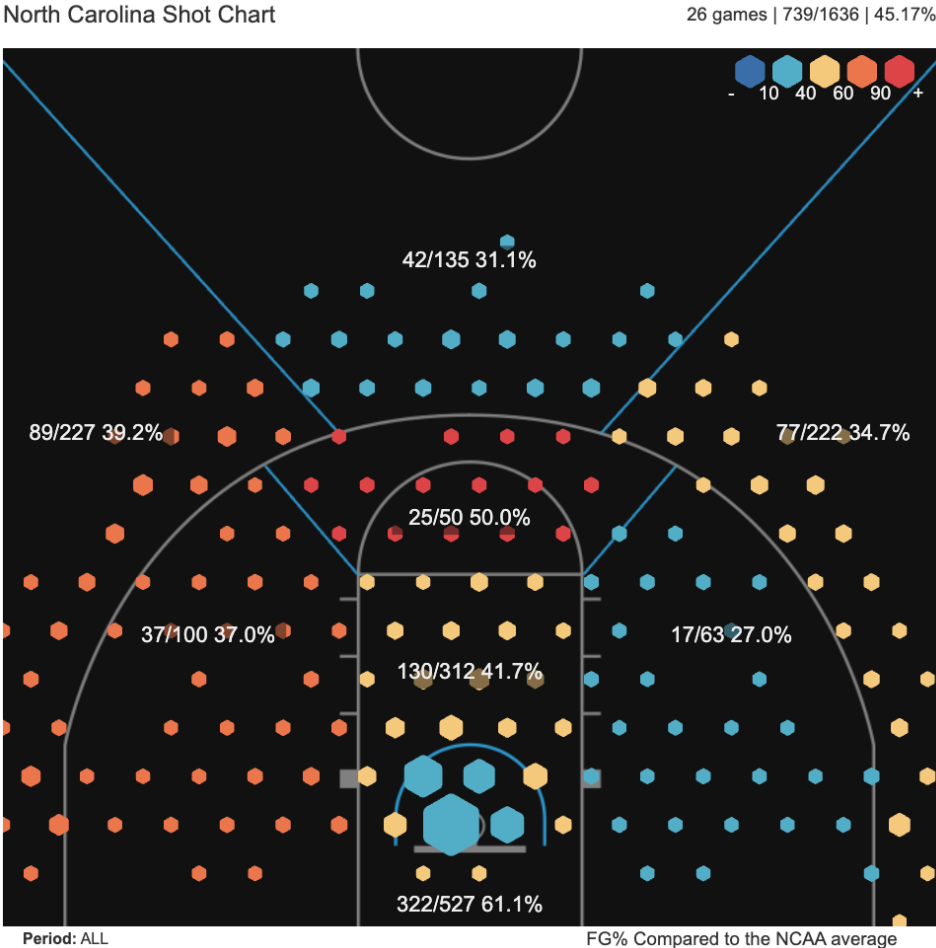 North Carolina Shot Chart
26 games | 739/1636 | 45.17%
- 10 40 60 90 +
42/135 31.1%
89/227 39.2%
77/222 34.7%
25/50 50.0%
37/100 37.0%
17/63 27.0%
130/312 41.7%
322/527 61.1%
Period: ALL
FG% Compared to the NCAA average